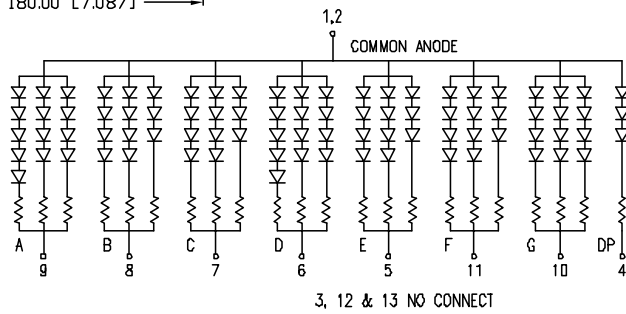 180.00 [7.087]
1,2
COMMON ANODE
A B C D E F G DP
9 8 7 6 5 11 10 4
3, 12 & 13 NO CONNECT